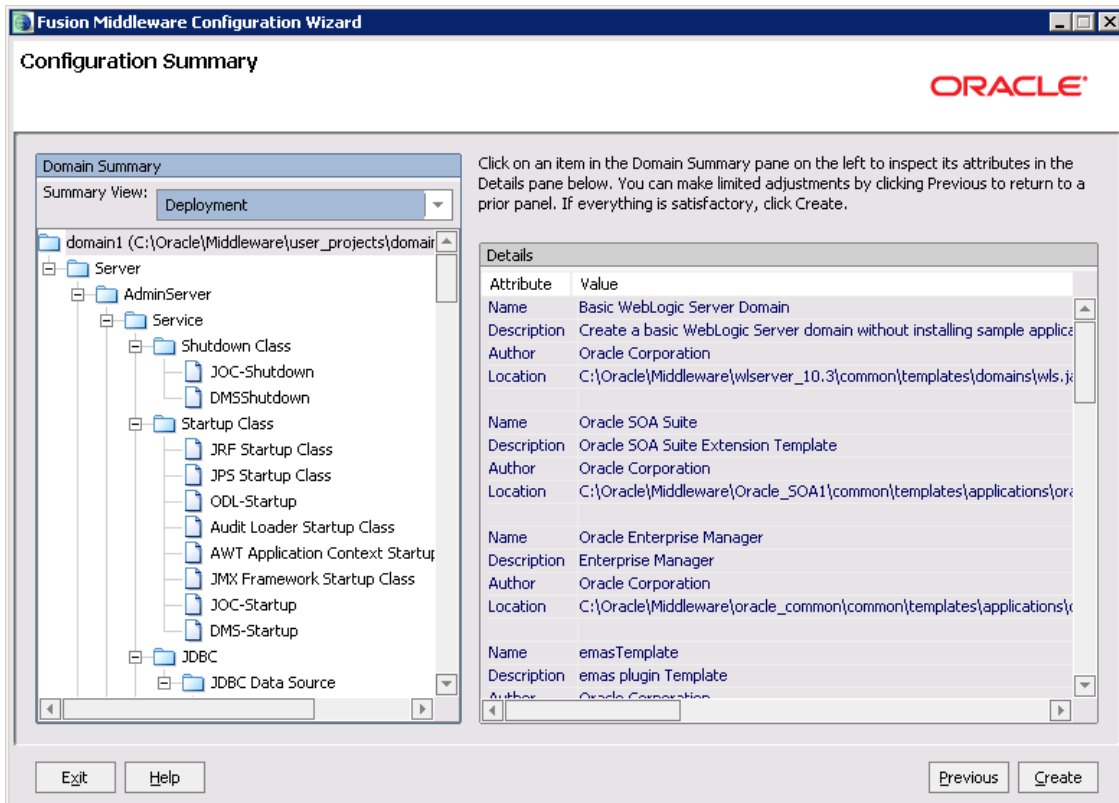 Fusion Middleware Configuration Wizard
Configuration Summary
ORACLE
Domain Summary
Summary View:
Deployment
domain1 (C:\Oracle\Middleware\user_projects\domain
Server
AdminServer
Service
Shutdown Class
JOC-Shutdown
DMSShutdown
Startup Class
JRF Startup Class
JPS Startup Class
ODL-Startup
Audit Loader Startup Class
AWT Application Context Startup
JMX Framework Startup Class
JOC-Startup
DMS-Startup
JDBC
JDBC Data Source
Click on an item in the Domain Summary pane on the left to inspect its attributes in the
Details pane below. You can make limited adjustments by clicking Previous to return to a
prior panel. If everything is satisfactory, click Create.
Details
Attribute Value
Name Basic WebLogic Server Domain
Description Create a basic WebLogic Server domain without installing sample applica
Author Oracle Corporation
Location C:\Oracle\Middleware\wlserver_10.3\common\templates\domains\wls.ja
Name Oracle SOA Suite
Description Oracle SOA Suite Extension Template
Author Oracle Corporation
Location C:\Oracle\Middleware\Oracle_SOA1\common\templates\applications\ora
Name Oracle Enterprise Manager
Description Enterprise Manager
Author Oracle Corporation
Location C:\Oracle\Middleware\oracle_common\common\templates\applications\o
Name emasTemplate
Description emas plugin Template
Author Oracle Corporation
Exit Help Previous Create